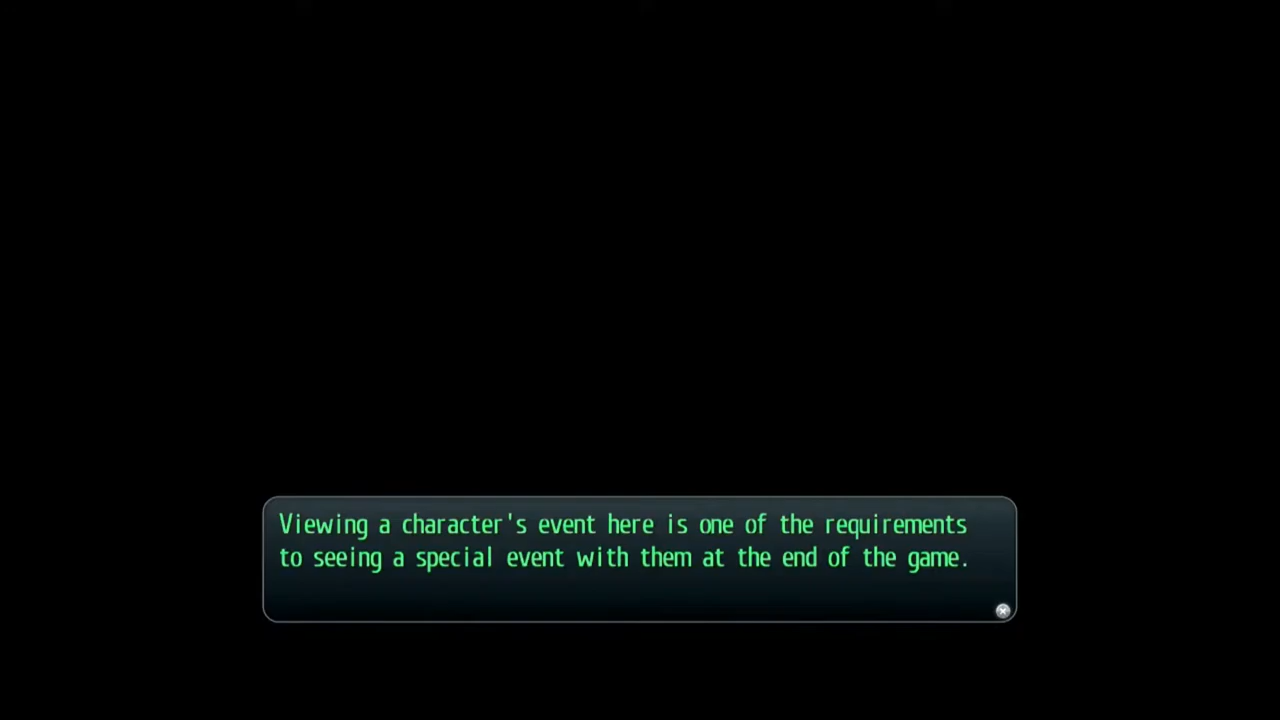 Viewing a character's event here is one of the requirements
to seeing a special event with them at the end of the game.